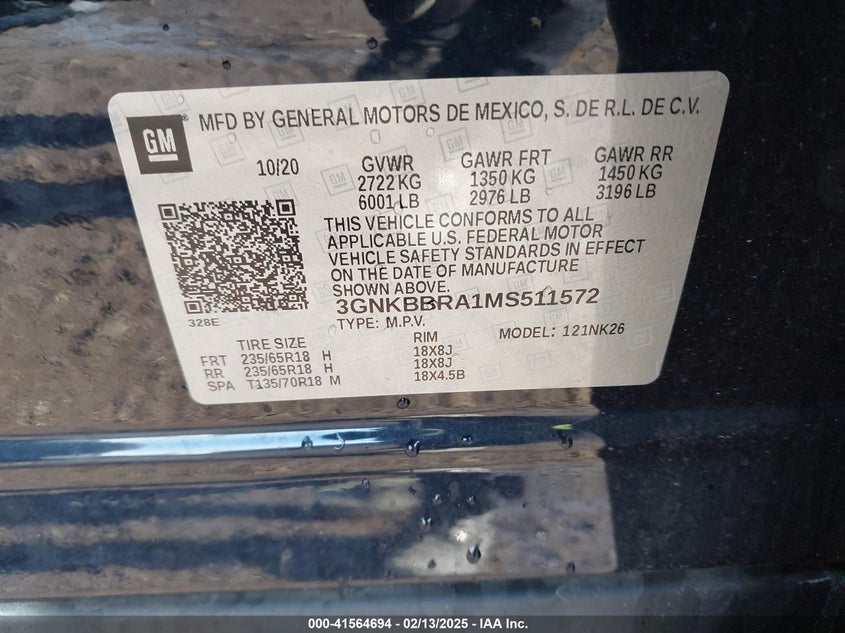 GM ® MFD BY GENERAL MOTORS DE MEXICO, S. DE R.L. DE C.V.
10/20 GVWR GAWR FRT GAWR RR
2722 KG 1350 KG 1450 KG
6001 LB 2976 LB 3196 LB
THIS VEHICLE CONFORMS TO ALL
APPLICABLE U.S. FEDERAL MOTOR
VEHICLE SAFETY STANDARDS IN EFFECT
ON THE DATE OF MANUFACTURE
SHOWN ABOVE.
3GNKBBRA1MS511572
328E
TYPE: M.P.V. MODEL: 121NK26
TIRE SIZE RIM
FRT 235/65R18 H 18X8J
RR 235/65R18 H 18X8J
SPA T135/70R18 M 18X4.5B
000-41564694 - 02/13/2025 - IAA Inc.